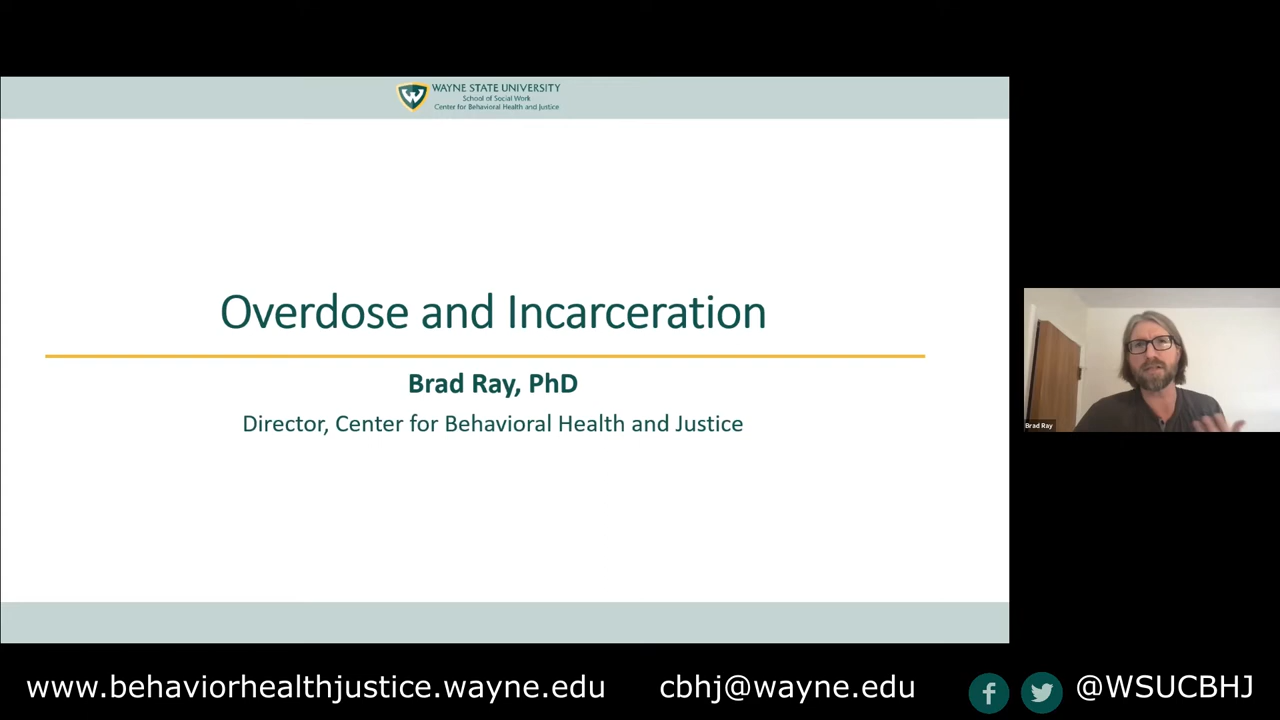 WAYNE STATE UNIVERSITY
School of Social Work
Center for Behavioral Health and Justice
Overdose and Incarceration
Brad Ray, PhD
Director, Center for Behavioral Health and Justice
Brad Ray
www.behaviorhealthjustice.wayne.edu cbhj@wayne.edu @WSUCBHJ